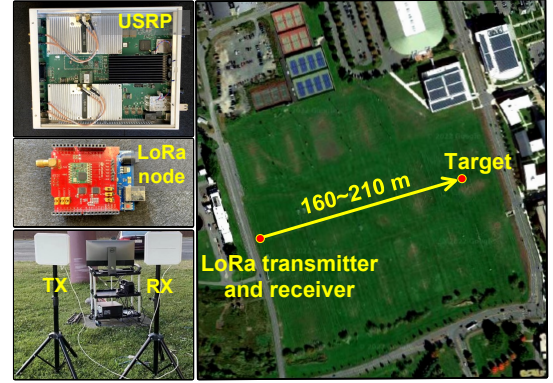 USRP
LoRa
node
TX
RX
160~210 m
Target
LoRa transmitter
and receiver